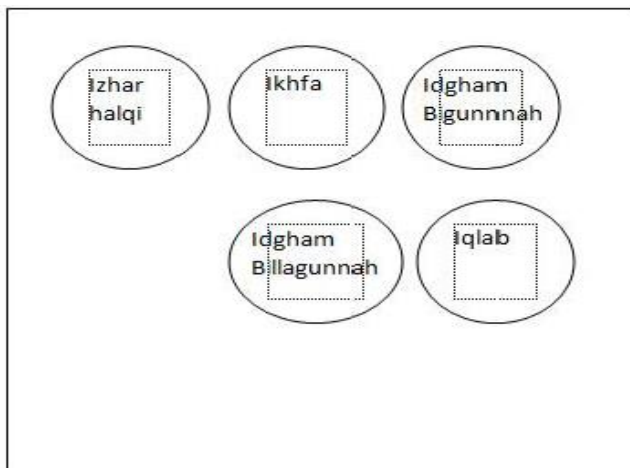 Izhar
halqi
Ikhfa
Idgham
Bigunnnah
Idgham
Billagunnah
Iqlab